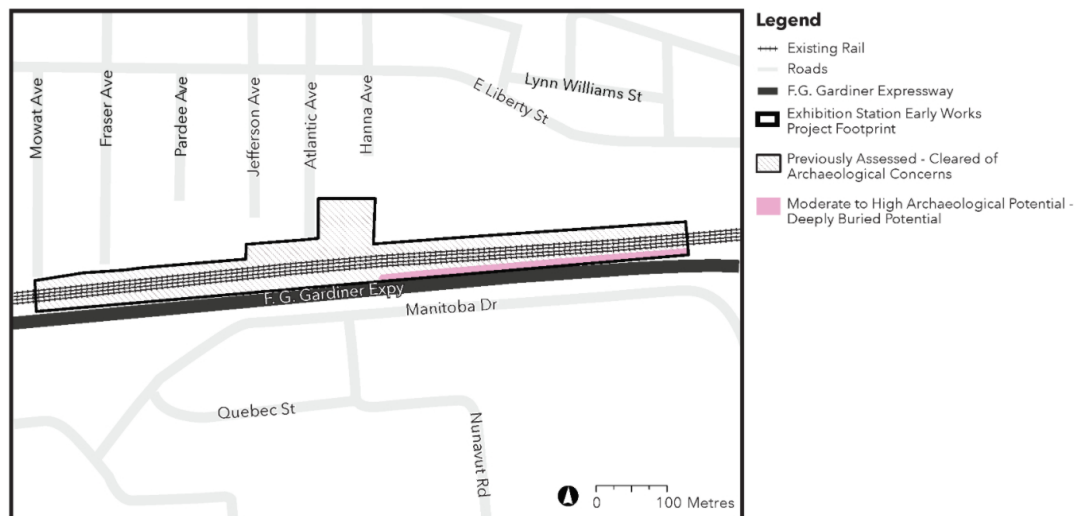 Legend
Existing Rail
Roads
F.G. Gardiner Expressway
Exhibition Station Early Works
Project Footprint
Previously Assessed - Cleared of
Archaeological Concerns
Moderate to High Archaeological Potential -
Deeply Buried Potential
Mowat Ave
Fraser Ave
Pardee Ave
Jefferson Ave
Atlantic Ave
Hanna Ave
E Liberty St
Lynn Williams St
F. G. Gardiner Expy
Manitoba Dr
Quebec St
Nunavut Rd
0 100 Metres